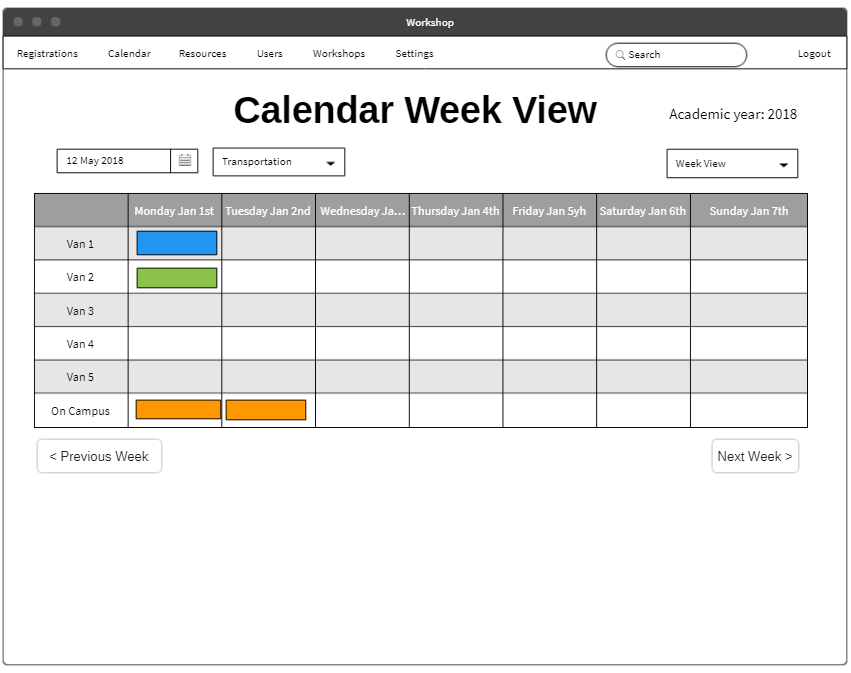 Workshop
Registrations Calendar Resources Users Workshops Settings Search Logout
Calendar Week View
Academic year: 2018
12 May 2018 Transportation Week View
Monday Jan 1st Tuesday Jan 2nd Wednesday Ja... Thursday Jan 4th Friday Jan 5yh Saturday Jan 6th Sunday Jan 7th
Van 1
Van 2
Van 3
Van 4
Van 5
On Campus
< Previous Week Next Week >